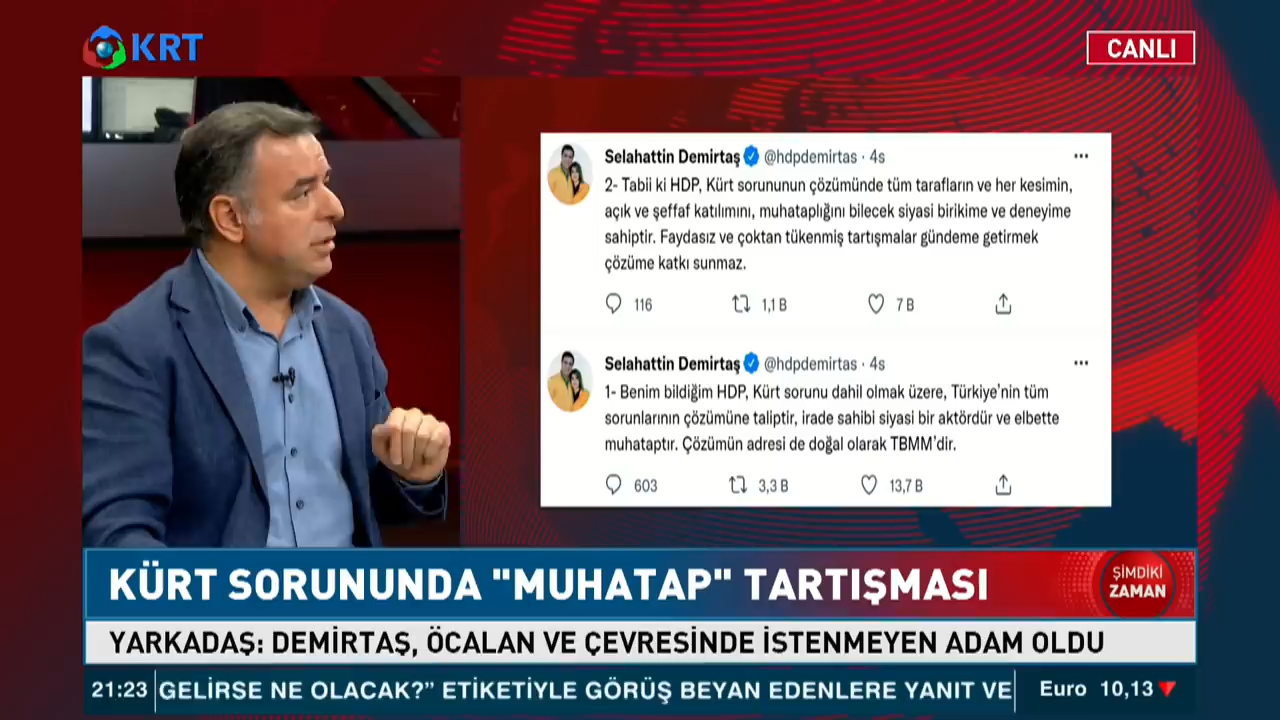 KRT
CANLI
Selahattin Demirtaş @hdpdemirtas · 4s
2- Tabii ki HDP, Kürt sorununun çözümünde tüm tarafların ve her kesimin,
açık ve şeffaf katılımını, muhataplığını bilecek siyasi birikime ve deneyime
sahiptir. Faydasız ve çoktan tükenmiş tartışmalar gündeme getirmek
çözüme katkı sunmaz.
116 1,1 B 7 B
Selahattin Demirtaş @hdpdemirtas · 4s
1- Benim bildiğim HDP, Kürt sorunu dahil olmak üzere, Türkiye'nin tüm
sorunlarının çözümüne taliptir, irade sahibi siyasi bir aktördür ve elbette
muhataptır. Çözümün adresi de doğal olarak TBMM'dir.
603 3,3 B 13,7 B
KÜRT SORUNUNDA "MUHATAP" TARTIŞMASI
ŞİMDİKİ
ZAMAN
YARKADAŞ: DEMİRTAŞ, ÖCALAN VE ÇEVRESİNDE İSTENMEYEN ADAM OLDU
21:23 GELİRSE NE OLACAK?” ETİKETİYLE GÖRÜŞ BEYAN EDENLERE YANIT VE Euro 10,13